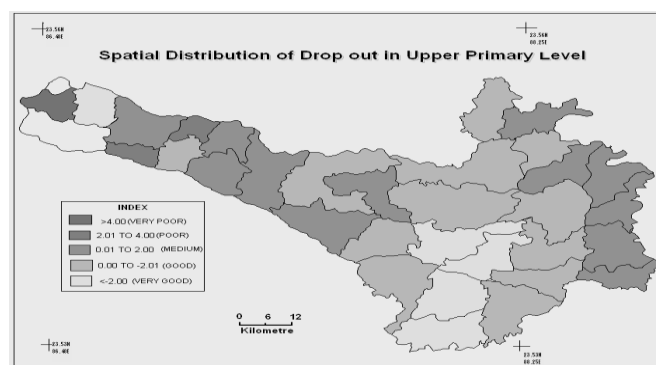 23.56N
86.48E
23.56N
88.25E
Spatial Distribution of Drop out in Upper Primary Level
INDEX
>4.00 (VERY POOR)
2.01 TO 4.00 (POOR)
0.01 TO 2.00 (MEDIUM)
0.00 TO -2.01 (GOOD)
<-2.00 (VERY GOOD)
0 6 12
Kilometre
23.53N
86.48E
23.53N
88.25E